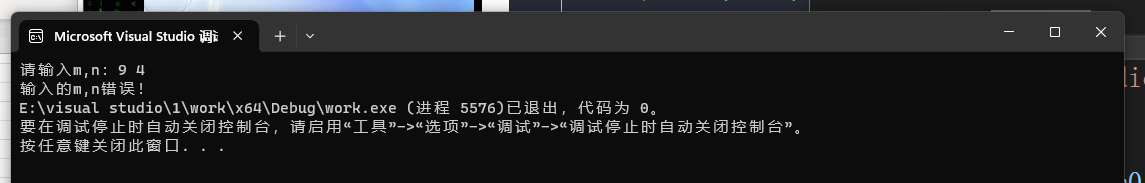 Microsoft Visual Studio 调试
请输入m,n: 9 4
输入的m,n错误!
E:\visual studio\1\work\x64\Debug\work.exe (进程 5576)已退出，代码为 0。
要在调试停止时自动关闭控制台，请启用“工具”->“选项”->“调试”->“调试停止时自动关闭控制台”。
按任意键关闭此窗口. . .